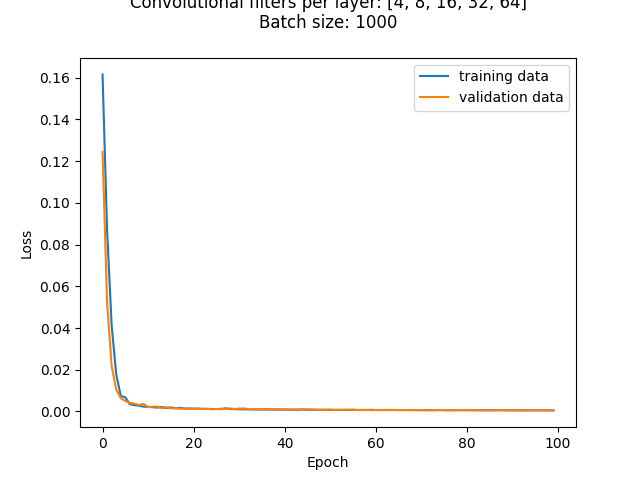 Convolutional filters per layer: [4, 8, 16, 32, 64]
Batch size: 1000
training data
validation data
0.16
0.14
0.12
0.10
0.08
0.06
0.04
0.02
0.00
Loss
0 20 40 60 80 100
Epoch